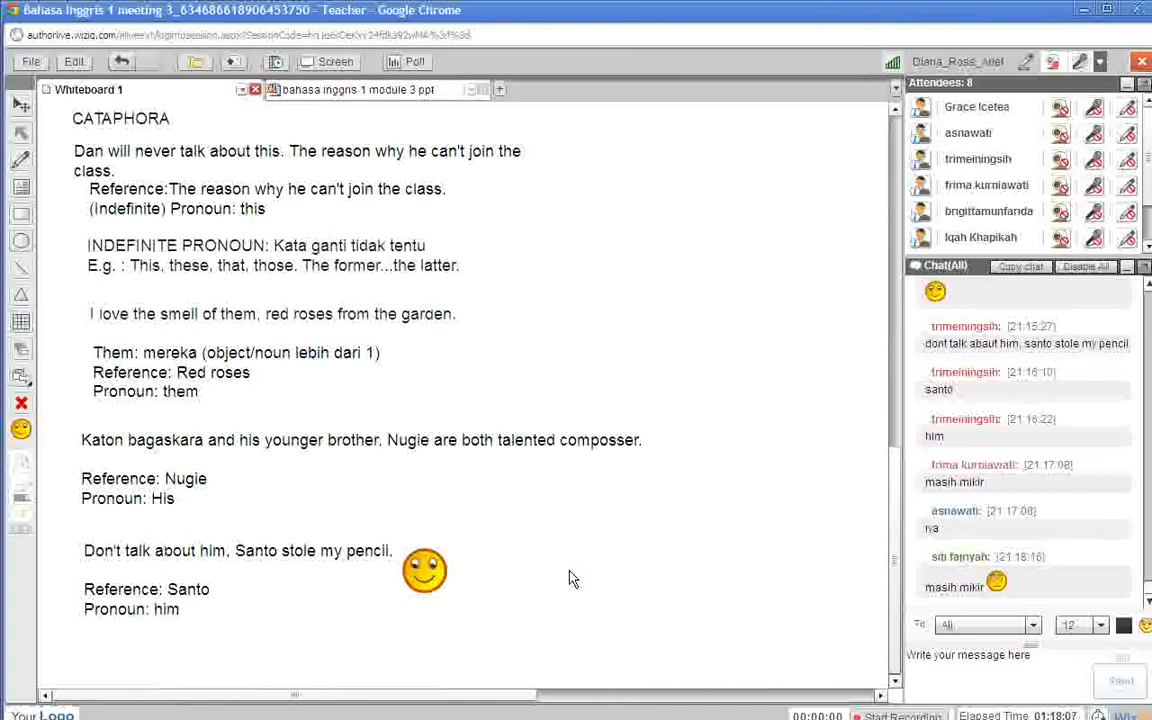 Bahasa Inggris 1 meeting 3_634686618906453750 - Teacher - Google Chrome
File
Edit
Screen
Poll
Diana_Ross_Ariel
Whiteboard 1
bahasa inggris 1 module 3 ppt
Attendees: 8
Grace Icetea
asnawati
trimeiningsih
frima kurniawati
brigittamunfarida
Iqah Khapikah
CATAPHORA
Dan will never talk about this. The reason why he can't join the
class.
Reference:The reason why he can't join the class.
(Indefinite) Pronoun: this
INDEFINITE PRONOUN: Kata ganti tidak tentu
E.g. : This, these, that, those. The former...the latter.
I love the smell of them, red roses from the garden.
Them: mereka (object/noun lebih dari 1)
Reference: Red roses
Pronoun: them
Katon bagaskara and his younger brother. Nugie are both talented composser.
Reference: Nugie
Pronoun: His
Don't talk about him, Santo stole my pencil.
Reference: Santo
Pronoun: him
Chat(All)
Copy chat
Disable All
trimeiningsih: [21:15:27]
dont talk abaut him, santo stole my pencil
trimeiningsih: [21:16:10]
santo
trimeiningsih: [21:16:22]
him
frima kurniawati: [21:17:08]
masih mikir
asnawati: [21:17:08]
iya
siti fajriyah: [21:18:16]
masih mikir
To:
All
12
Write your message here
Send
Your Logo
00:00:00
Start Recording
Elapsed Time
01:18:07